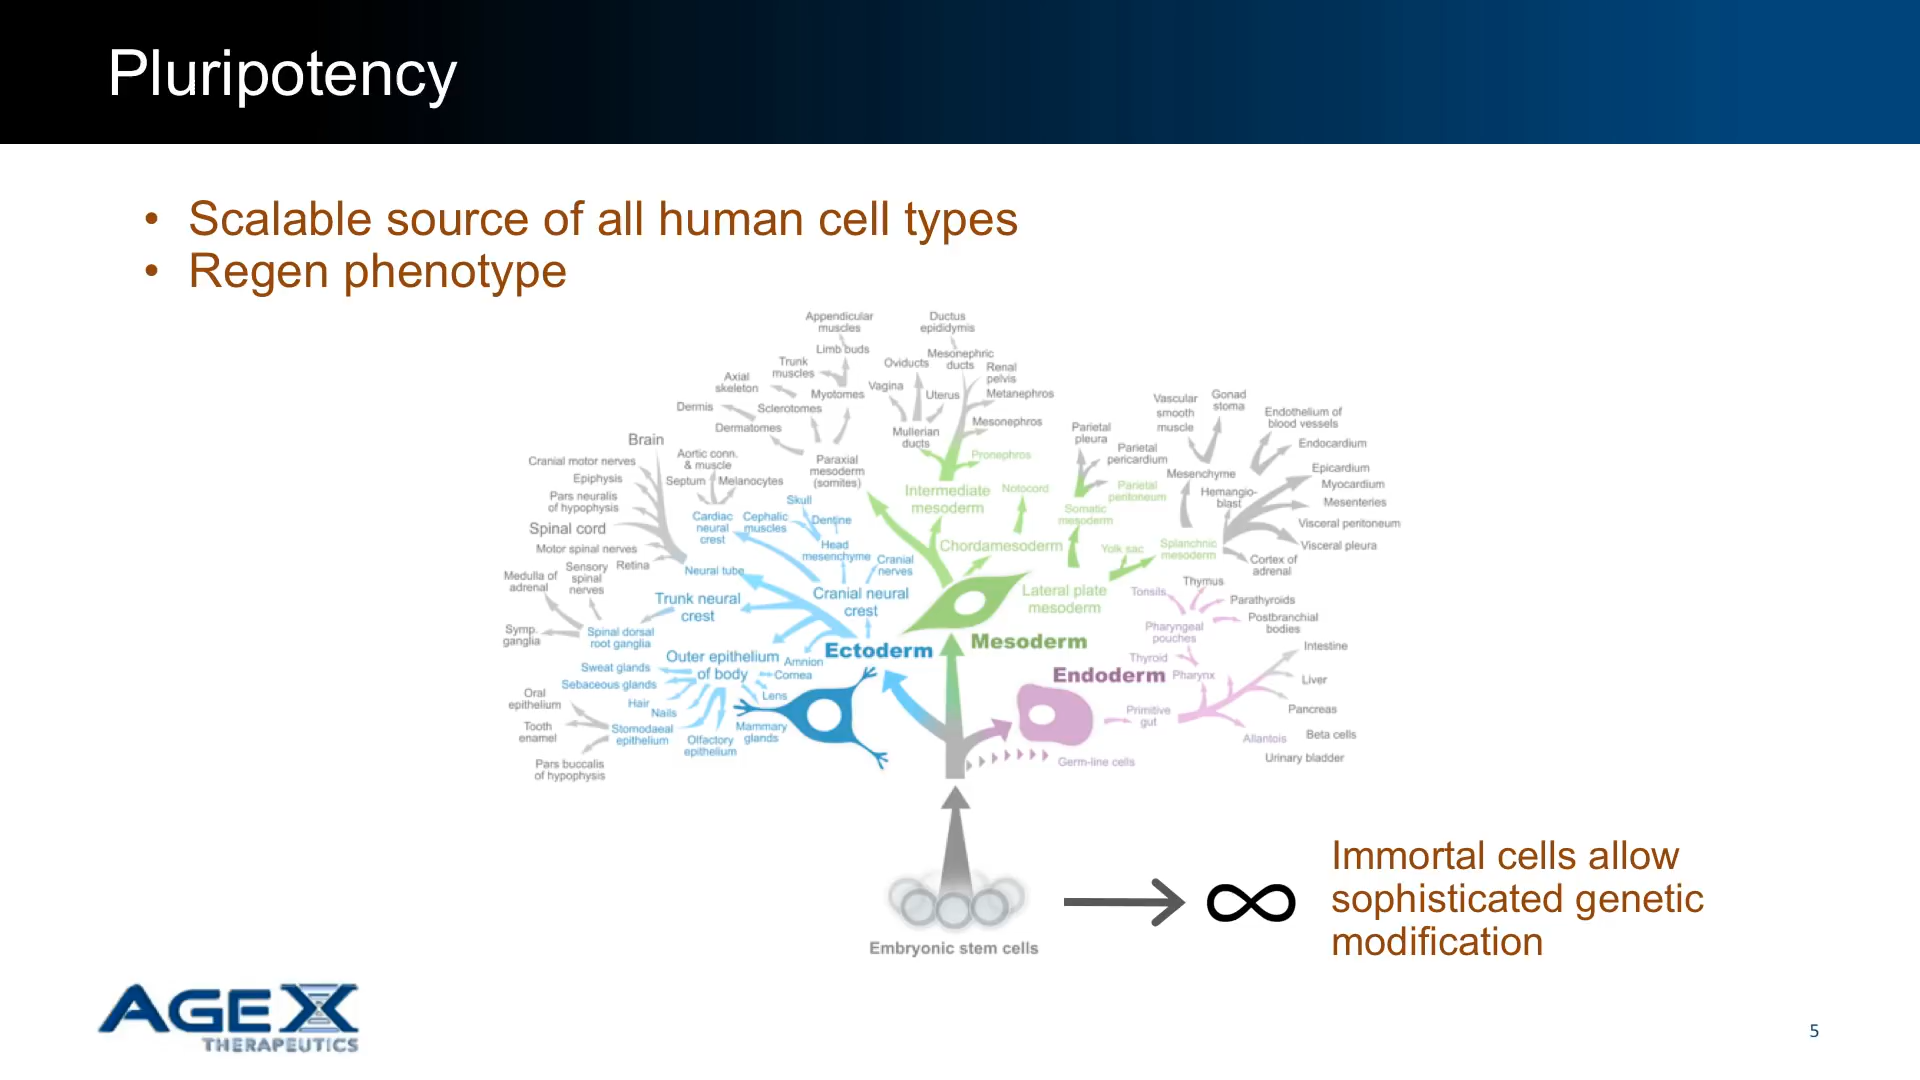 Pluripotency
• Scalable source of all human cell types
• Regen phenotype
Appendicular
muscles
Limb buds
Trunk
muscles
Axial
skeleton
Myotomes
Dermis
Sclerotomes
Dermatomes
Paraxial
mesoderm
(somites)
Ductus
epididymis
Mesonephric
ducts
Oviducts
Renal
pelvis
Vagina
Uterus
Metanephros
Mullerian
ducts
Mesonephros
Pronephros
Intermediate
mesoderm
Notocord
Chordamesoderm
Parietal
pleura
Parietal
pericardium
Parietal
peritoneum
Somatic
mesoderm
Yolk sac
Splanchnic
mesoderm
Lateral plate
mesoderm
Vascular
smooth
muscle
Gonad
stoma
Mesenchyme
Hemangio-
blast
Endothelium of
blood vessels
Endocardium
Epicardium
Myocardium
Mesenteries
Visceral peritoneum
Visceral pleura
Cortex of
adrenal
Brain
Cranial motor nerves
Epiphysis
Pars neuralis
of hypophysis
Spinal cord
Motor spinal nerves
Retina
Neural tube
Aortic conn.
& muscle
Septum
Melanocytes
Cardiac
neural
crest
Cephalic
muscles
Skull
Dentine
Head
mesenchyme
Cranial
nerves
Cranial neural
crest
Medulla of
adrenal
Sensory
spinal
nerves
Trunk neural
crest
Symp.
ganglia
Spinal dorsal
root ganglia
Outer epithelium
of body
Amnion
Cornea
Lens
Sweat glands
Sebaceous glands
Hair
Nails
Oral
epithelium
Tooth
enamel
Stomodaeal
epithelium
Pars buccalis
of hypophysis
Olfactory
epithelium
Mammary
glands
Ectoderm
Mesoderm
Endoderm
Tonsils
Thymus
Parathyroids
Postbranchial
bodies
Pharyngeal
pouches
Thyroid
Pharynx
Primitive
gut
Intestine
Liver
Pancreas
Beta cells
Allantois
Urinary bladder
Germ-line cells
Embryonic stem cells
∞
Immortal cells allow
sophisticated genetic
modification
AGEX
THERAPEUTICS
5